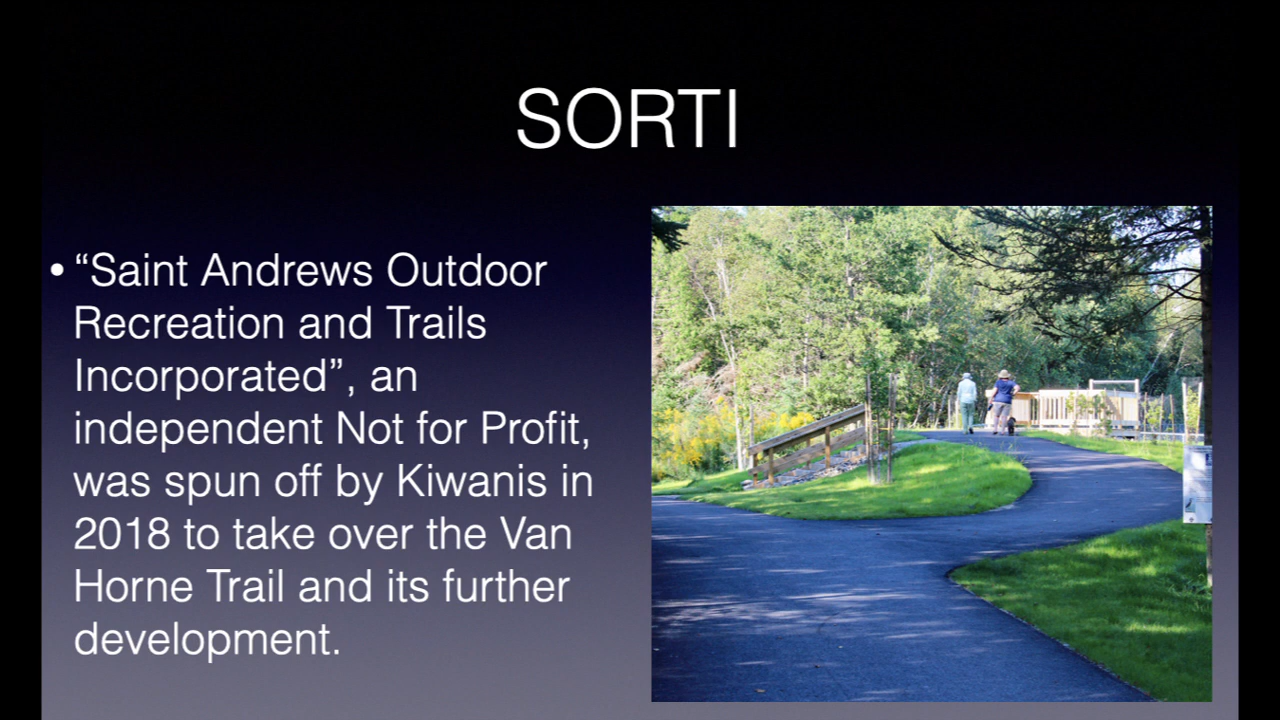 SORTI
• “Saint Andrews Outdoor
Recreation and Trails
Incorporated”, an
independent Not for Profit,
was spun off by Kiwanis in
2018 to take over the Van
Horne Trail and its further
development.